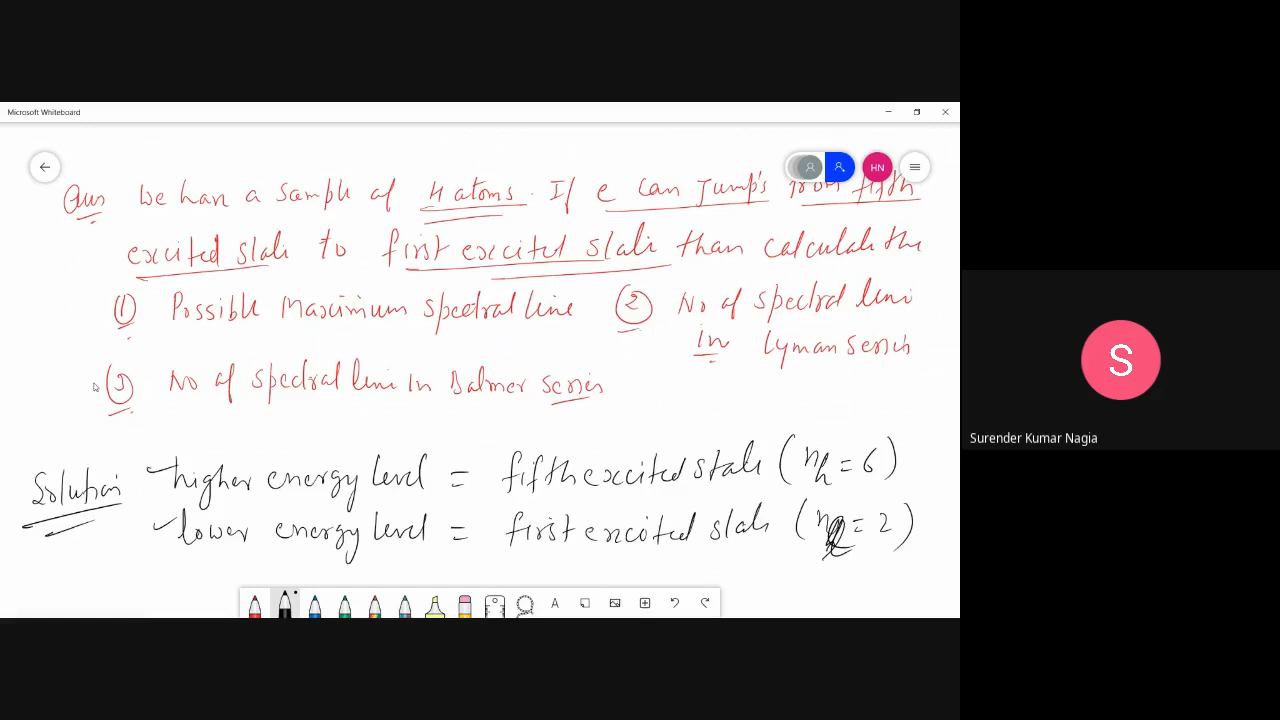 Microsoft Whiteboard
HN
Ques We have a sample of H atoms. If e can Jump's from fifth
excited state to first excited state than calculate the
(1) Possible Maximum spectral line (2) No of spectral line
in Lyman series
(3) No of spectral line in Balmer series
Solution higher energy level = fifth excited state (nh = 6)
lower energy level = first excited state (n = 2)
A
S
Surender Kumar Nagia